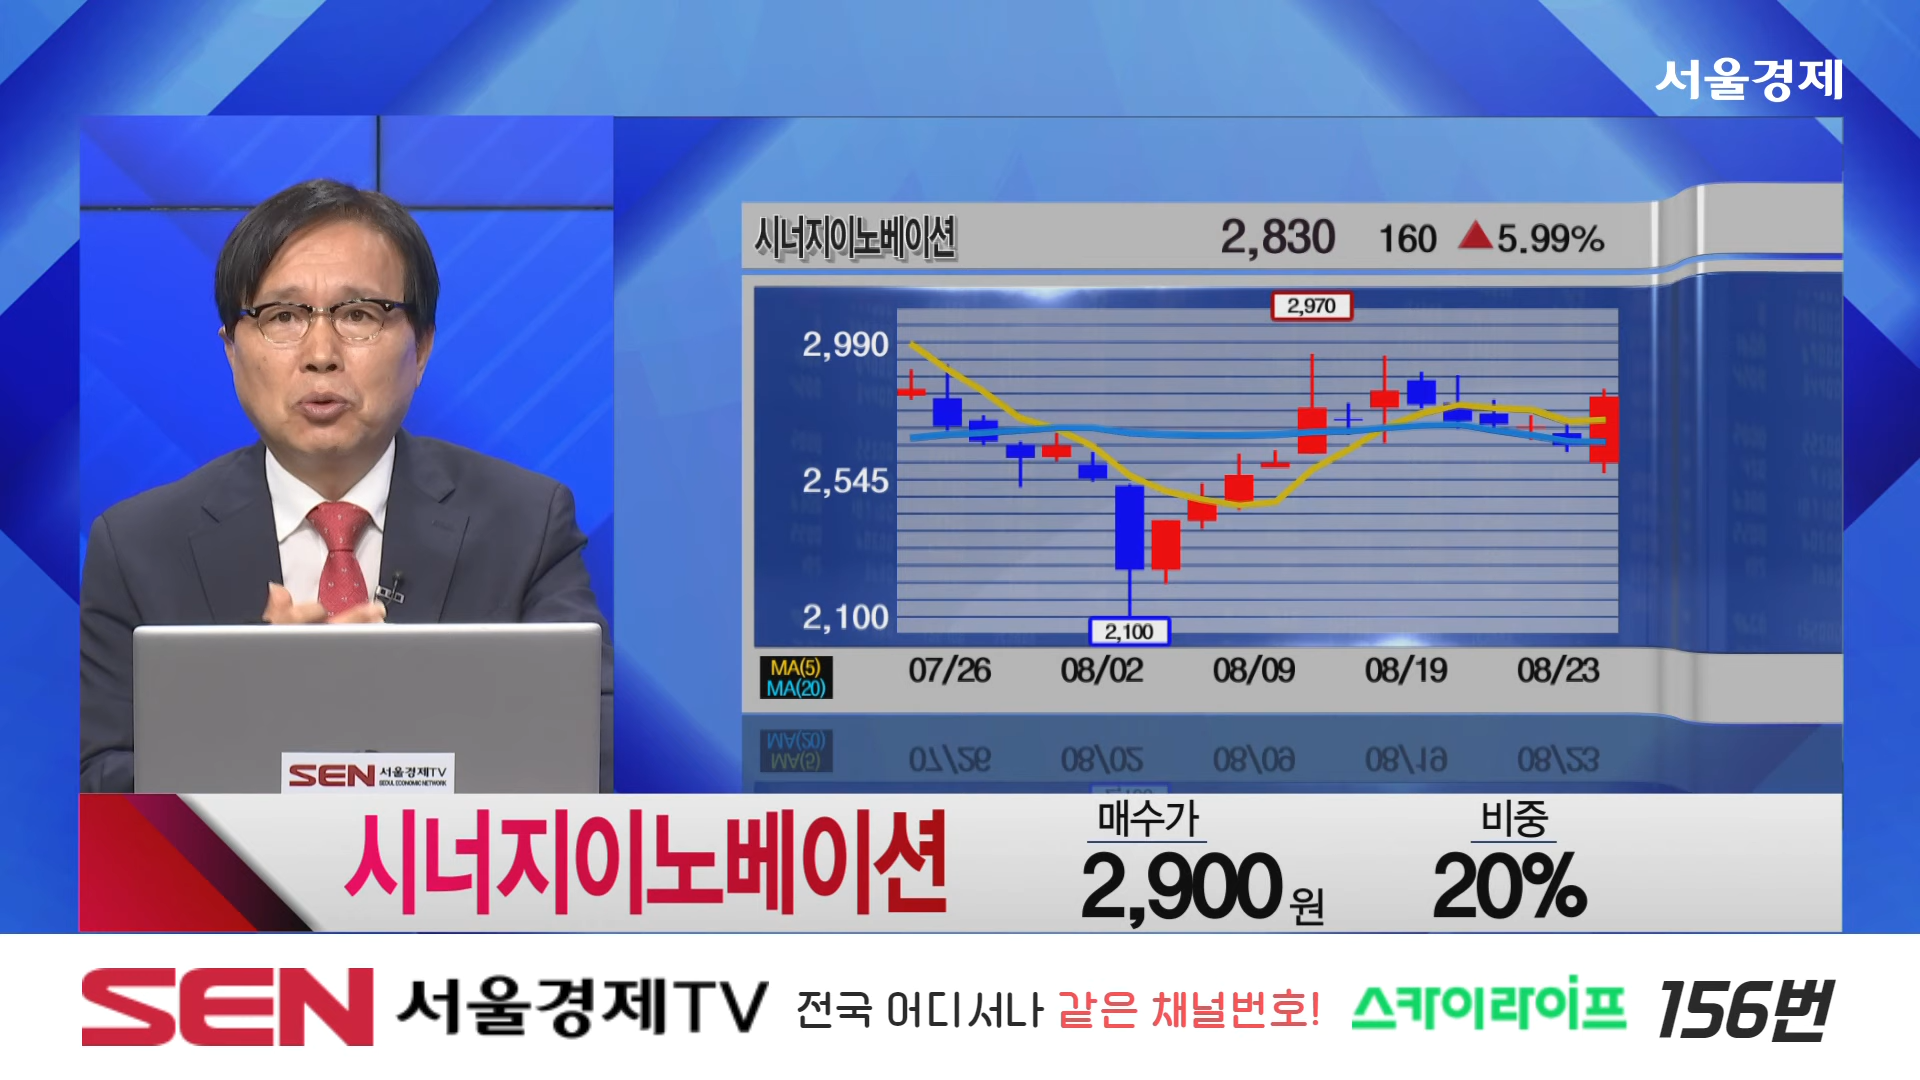 서울경제
시너지이노베이션 2,830 160 ▲5.99%
2,970
2,990
2,545
2,100
2,100
MA(5)
MA(20)
07/26 08/02 08/09 08/19 08/23
SEN 서울경제TV
SEOUL ECONOMIC NETWORK
시너지이노베이션
매수가
2,900원
비중
20%
SEN 서울경제TV 전국 어디서나 같은 채널번호! 스카이라이프 156번